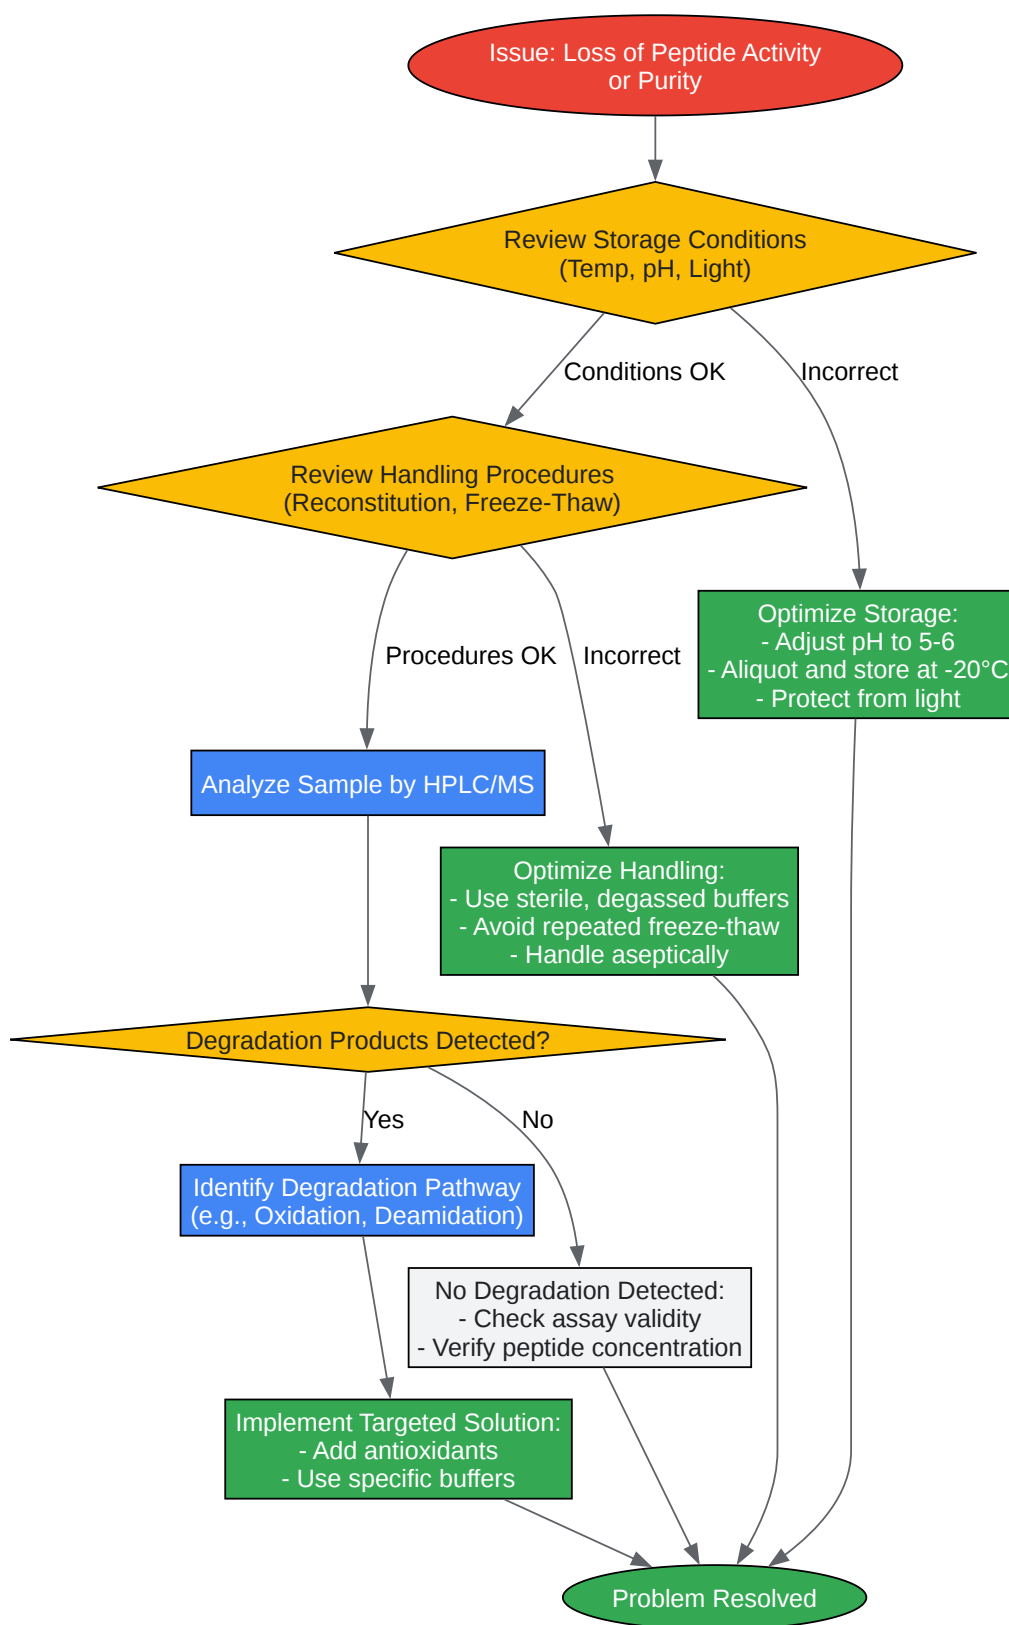 Issue: Loss of Peptide Activity
or Purity
Review Storage Conditions
(Temp, pH, Light)
Conditions OK
Incorrect
Review Handling Procedures
(Reconstitution, Freeze-Thaw)
Optimize Storage:
- Adjust pH to 5-6
- Aliquot and store at -20°C
- Protect from light
Procedures OK
Incorrect
Analyze Sample by HPLC/MS
Optimize Handling:
- Use sterile, degassed buffers
- Avoid repeated freeze-thaw
- Handle aseptically
Degradation Products Detected?
Yes
No
Identify Degradation Pathway
(e.g., Oxidation, Deamidation)
No Degradation Detected:
- Check assay validity
- Verify peptide concentration
Implement Targeted Solution:
- Add antioxidants
- Use specific buffers
Problem Resolved